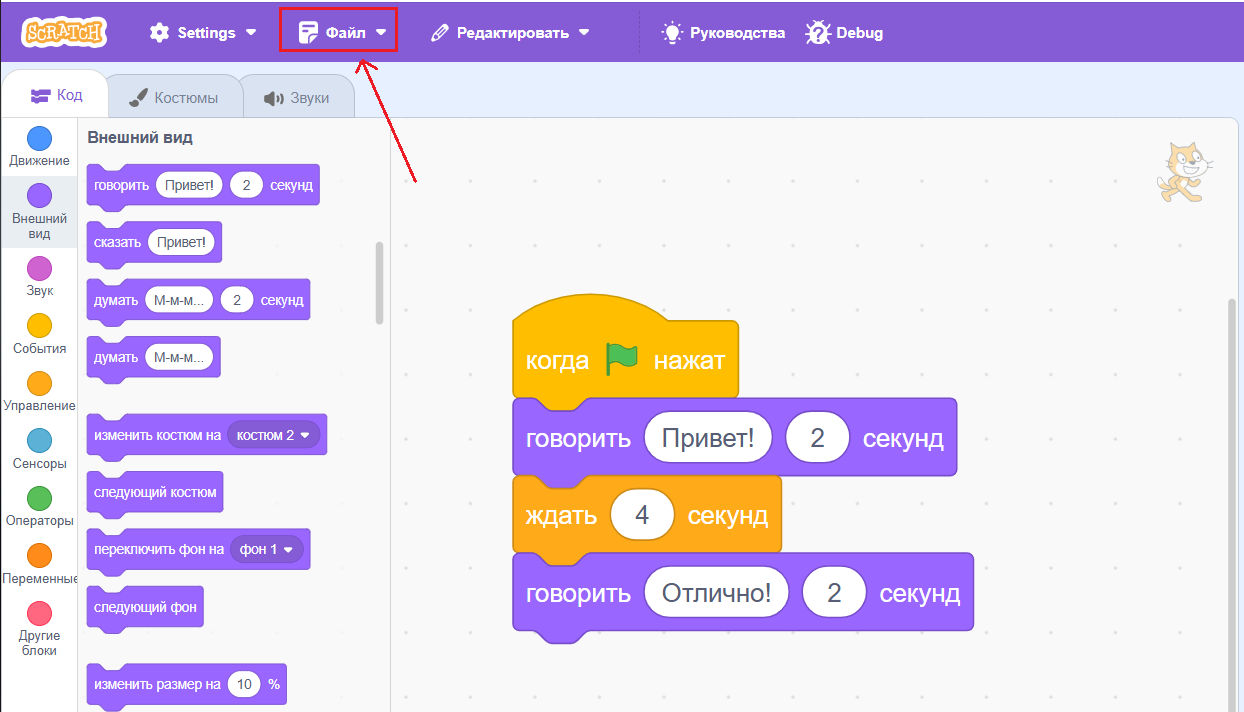 SCRATCH Settings Файл Редактировать Руководства Debug
Код Костюмы Звуки
Движение
Внешний
вид
Звук
События
Управление
Сенсоры
Операторы
Переменные
Другие
блоки
Внешний вид
говорить Привет! 2 секунд
сказать Привет!
думать М-м-м... 2 секунд
думать М-м-м...
изменить костюм на костюм 2
следующий костюм
переключить фон на фон 1
следующий фон
изменить размер на 10 %
когда нажат
говорить Привет! 2 секунд
ждать 4 секунд
говорить Отлично! 2 секунд